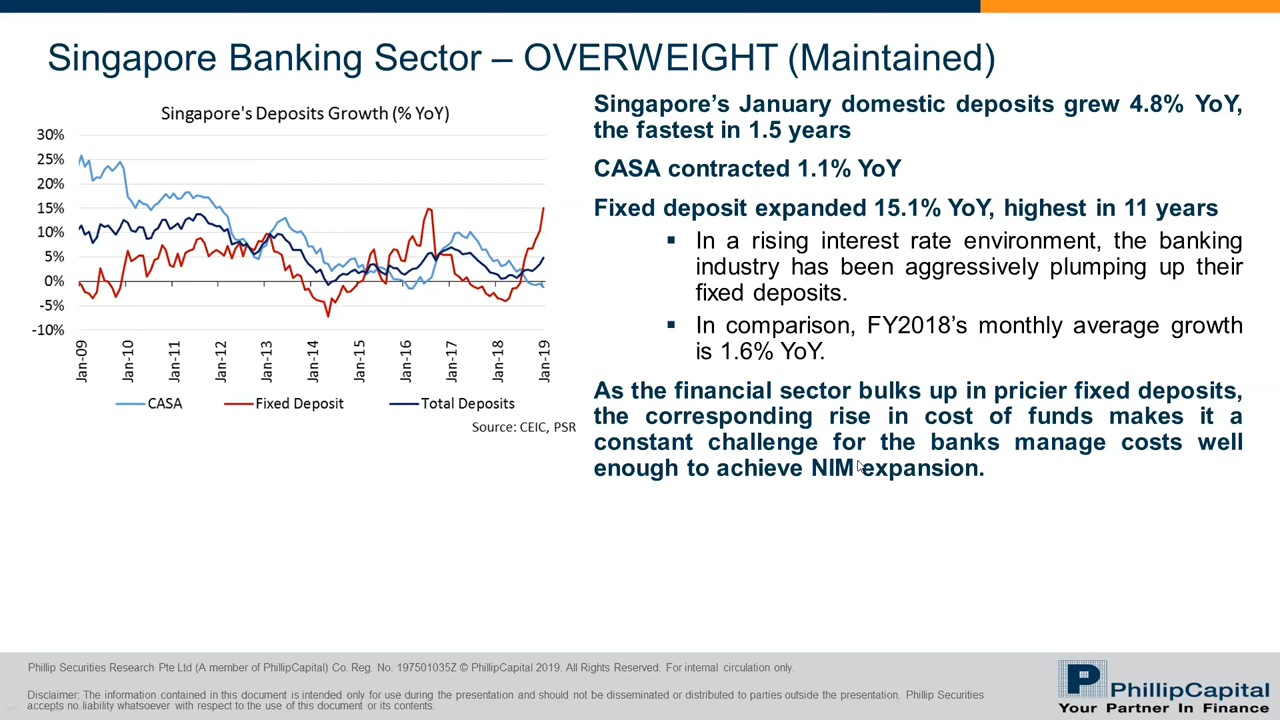 Singapore Banking Sector – OVERWEIGHT (Maintained)
Singapore's Deposits Growth (% YoY)
30%
25%
20%
15%
10%
5%
0%
-5%
-10%
Jan-09
Jan-10
Jan-11
Jan-12
Jan-13
Jan-14
Jan-15
Jan-16
Jan-17
Jan-18
Jan-19
CASA Fixed Deposit Total Deposits
Source: CEIC, PSR
Singapore's January domestic deposits grew 4.8% YoY,
the fastest in 1.5 years
CASA contracted 1.1% YoY
Fixed deposit expanded 15.1% YoY, highest in 11 years
▪ In a rising interest rate environment, the banking
industry has been aggressively plumping up their
fixed deposits.
▪ In comparison, FY2018's monthly average growth
is 1.6% YoY.
As the financial sector bulks up in pricier fixed deposits,
the corresponding rise in cost of funds makes it a
constant challenge for the banks manage costs well
enough to achieve NIM expansion.
Phillip Securities Research Pte Ltd (A member of PhillipCapital) Co. Reg. No. 197501035Z © PhillipCapital 2019. All Rights Reserved. For internal circulation only.
Disclaimer: The information contained in this document is intended only for use during the presentation and should not be disseminated or distributed to parties outside the presentation. Phillip Securities
accepts no liability whatsoever with respect to the use of this document or its contents.
P
PhillipCapital
Your Partner In Finance